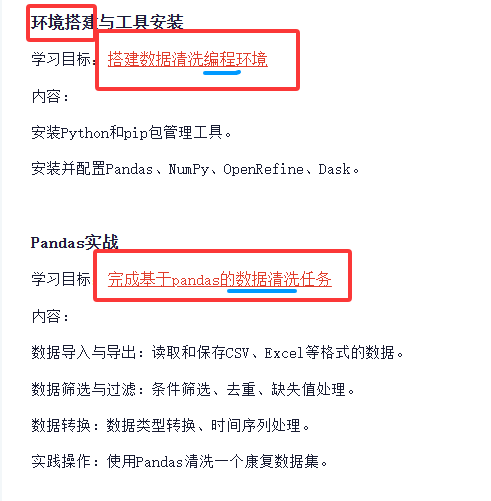 环境搭建与工具安装
学习目标：搭建数据清洗编程环境
内容：
安装Python和pip包管理工具。
安装并配置Pandas、NumPy、OpenRefine、Dask。
Pandas实战
学习目标：完成基于pandas的数据清洗任务
内容：
数据导入与导出：读取和保存CSV、Excel等格式的数据。
数据筛选与过滤：条件筛选、去重、缺失值处理。
数据转换：数据类型转换、时间序列处理。
实践操作：使用Pandas清洗一个康复数据集。